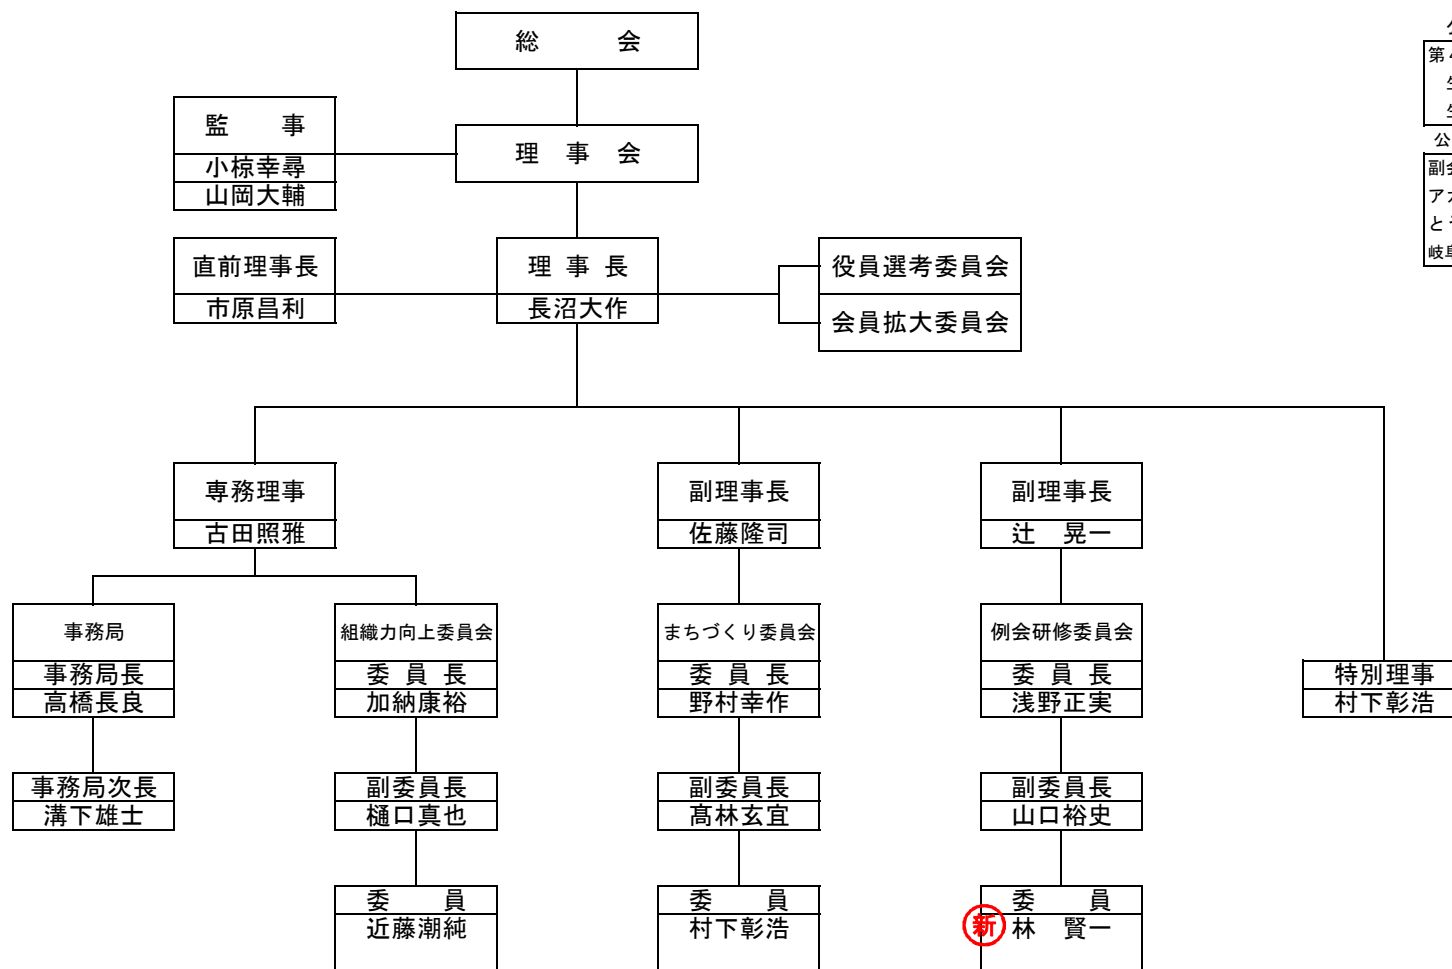 総　　会
監　　事
小椋幸尋
山岡大輔
理　事　会
直前理事長
市原昌利
理 事 長
長沼大作
役員選考委員会
会員拡大委員会
専務理事
古田照雅
副理事長
佐藤隆司
副理事長
辻　晃一
事務局
事務局長
高橋長良
組織力向上委員会
委 員 長
加納康裕
まちづくり委員会
委 員 長
野村幸作
例会研修委員会
委 員 長
浅野正実
特別理事
村下彰浩
事務局次長
溝下雄士
副委員長
樋口真也
副委員長
髙林玄宜
副委員長
山口裕史
委　　員
近藤潮純
委　　員
村下彰浩
委　　員
新 林　賢一
第
公
副
と
岐